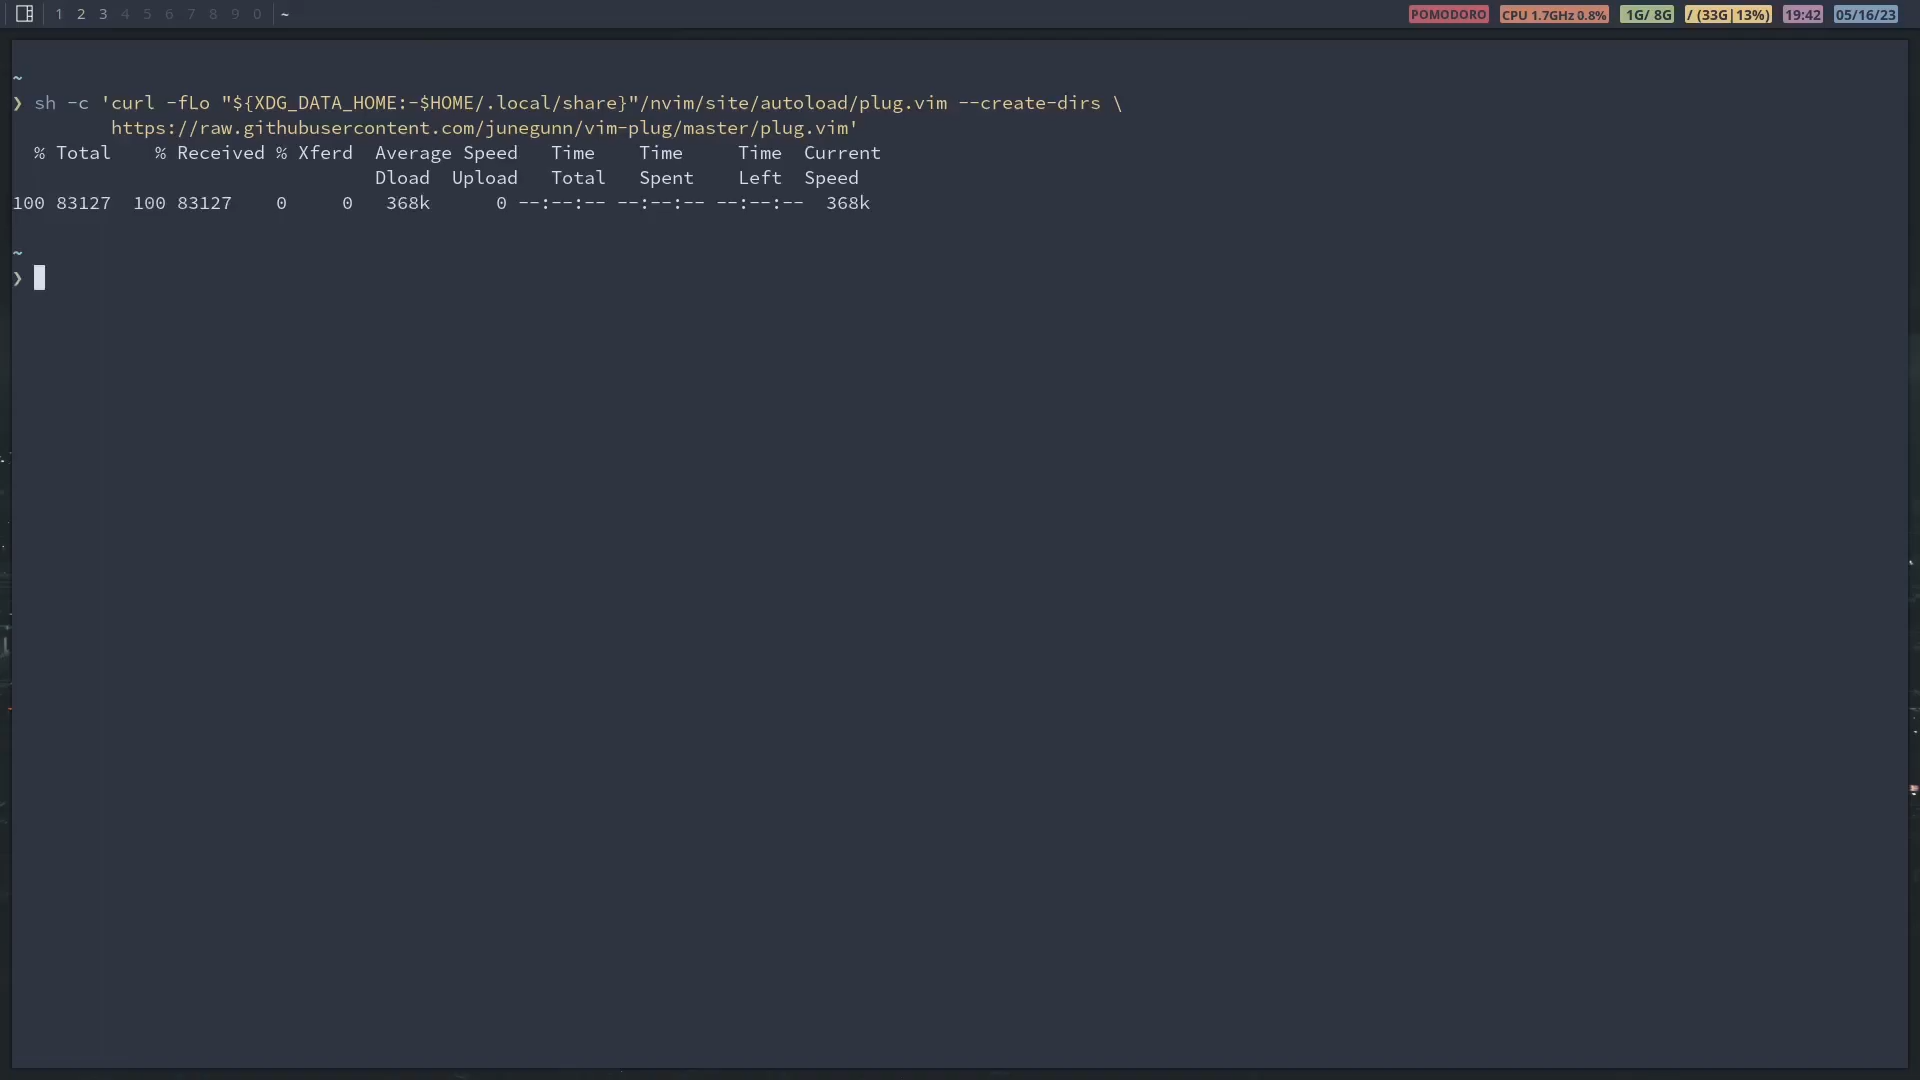 1 2 3 4 5 6 7 8 9 0 ~ POMODORO CPU 1.7GHz 0.8% 1G/ 8G / (33G|13%) 19:42 05/16/23
~
❯ sh -c 'curl -fLo "${XDG_DATA_HOME:-$HOME/.local/share}"/nvim/site/autoload/plug.vim --create-dirs \
https://raw.githubusercontent.com/junegunn/vim-plug/master/plug.vim'
% Total % Received % Xferd Average Speed Time Time Time Current
Dload Upload Total Spent Left Speed
100 83127 100 83127 0 0 368k 0 --:--:-- --:--:-- --:--:-- 368k
~
❯